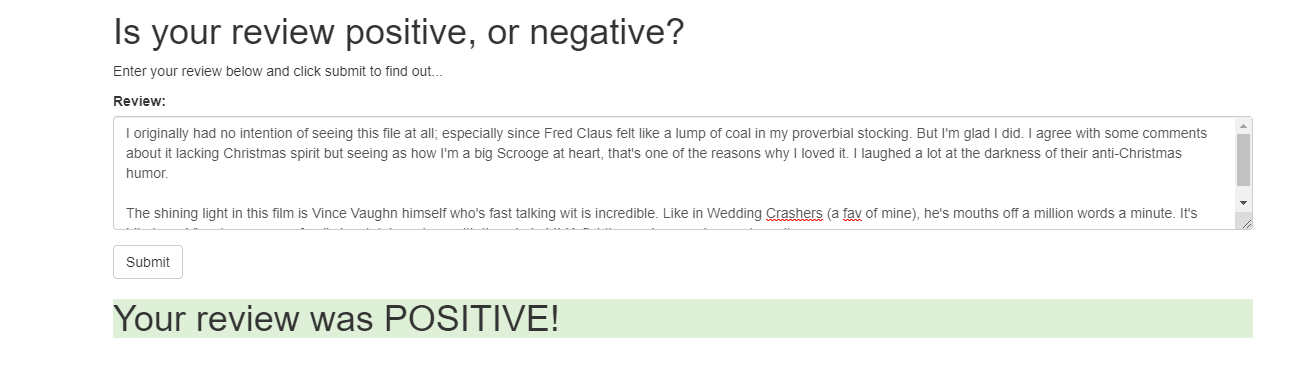 Is your review positive, or negative?
Enter your review below and click submit to find out...
Review:
I originally had no intention of seeing this file at all; especially since Fred Claus felt like a lump of coal in my proverbial stocking. But I'm glad I did. I agree with some comments
about it lacking Christmas spirit but seeing as how I'm a big Scrooge at heart, that's one of the reasons why I loved it. I laughed a lot at the darkness of their anti-Christmas
humor.
The shining light in this film is Vince Vaughn himself who's fast talking wit is incredible. Like in Wedding Crashers (a fav of mine), he's mouths off a million words a minute. It's
Submit
Your review was POSITIVE!